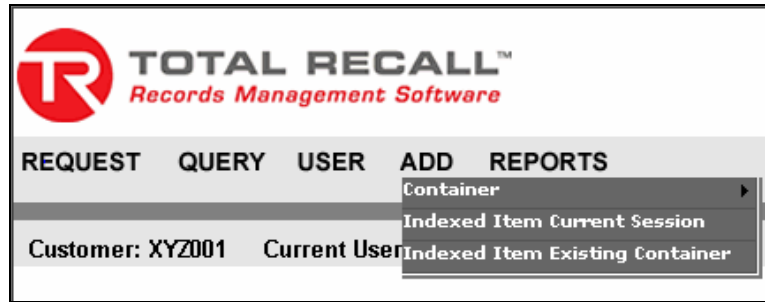 TR TOTAL RECALL™
Records Management Software
REQUEST QUERY USER ADD REPORTS
Container
Indexed Item Current Session
Customer: XYZ001 Current User
Indexed Item Existing Container